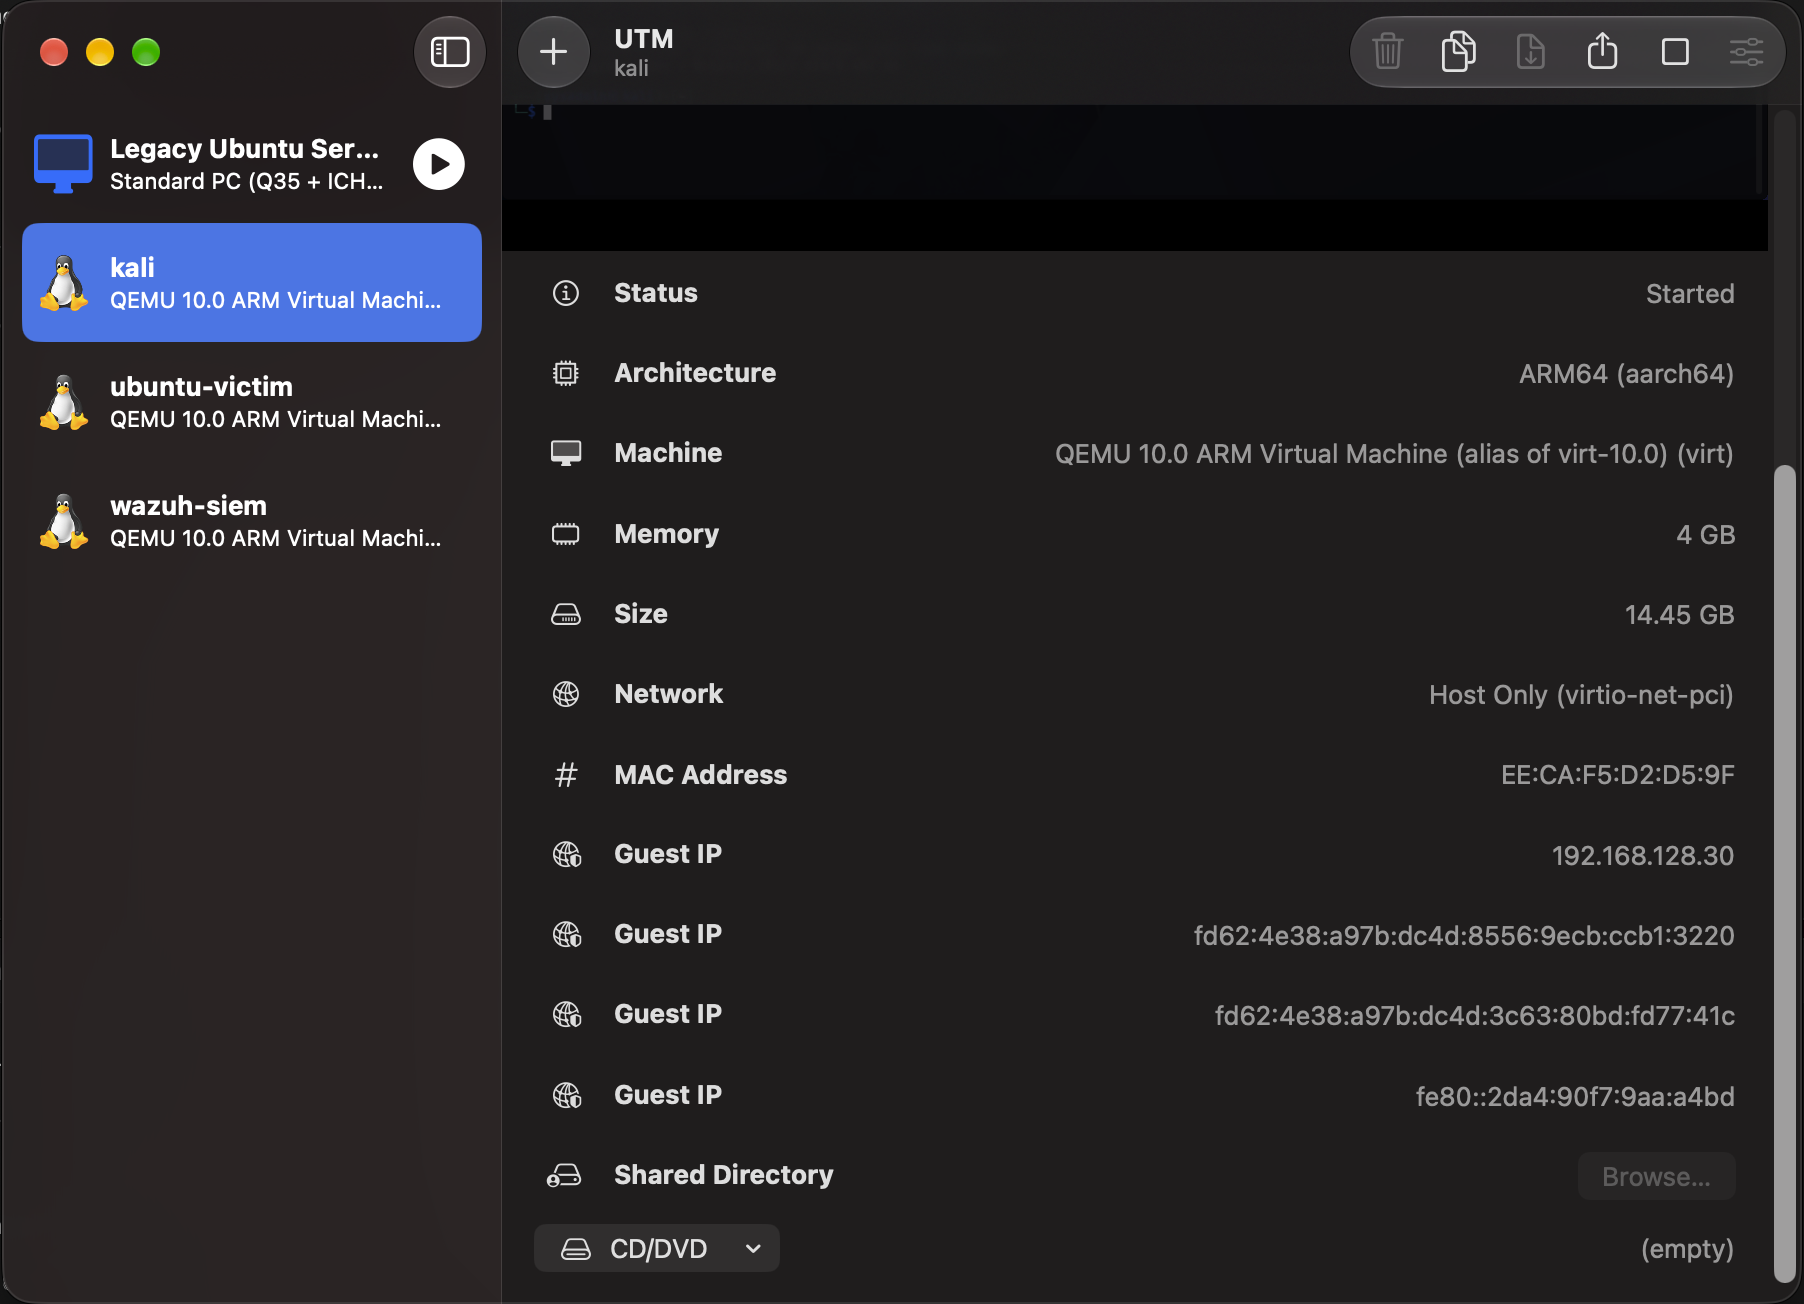 UTM
kali
Legacy Ubuntu Ser...
Standard PC (Q35 + ICH...
kali
QEMU 10.0 ARM Virtual Machi...
ubuntu-victim
QEMU 10.0 ARM Virtual Machi...
wazuh-siem
QEMU 10.0 ARM Virtual Machi...
$
Status Started
Architecture ARM64 (aarch64)
Machine QEMU 10.0 ARM Virtual Machine (alias of virt-10.0) (virt)
Memory 4 GB
Size 14.45 GB
Network Host Only (virtio-net-pci)
MAC Address EE:CA:F5:D2:D5:9F
Guest IP 192.168.128.30
Guest IP fd62:4e38:a97b:dc4d:8556:9ecb:ccb1:3220
Guest IP fd62:4e38:a97b:dc4d:3c63:80bd:fd77:41c
Guest IP fe80::2da4:90f7:9aa:a4bd
Shared Directory Browse...
CD/DVD (empty)